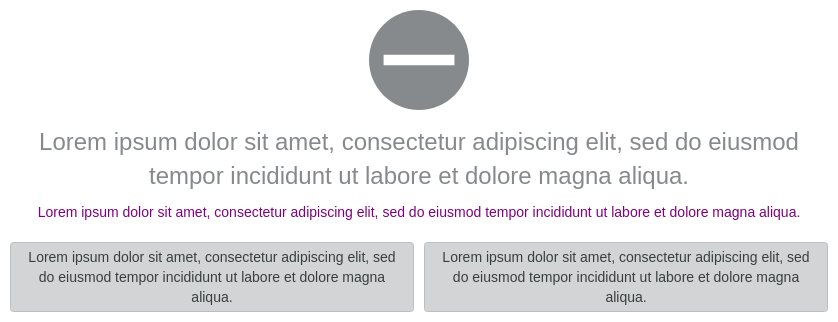 Lorem ipsum dolor sit amet, consectetur adipiscing elit, sed do eiusmod
tempor incididunt ut labore et dolore magna aliqua.
Lorem ipsum dolor sit amet, consectetur adipiscing elit, sed do eiusmod tempor incididunt ut labore et dolore magna aliqua.
Lorem ipsum dolor sit amet, consectetur adipiscing elit, sed
do eiusmod tempor incididunt ut labore et dolore magna
aliqua.
Lorem ipsum dolor sit amet, consectetur adipiscing elit, sed
do eiusmod tempor incididunt ut labore et dolore magna
aliqua.